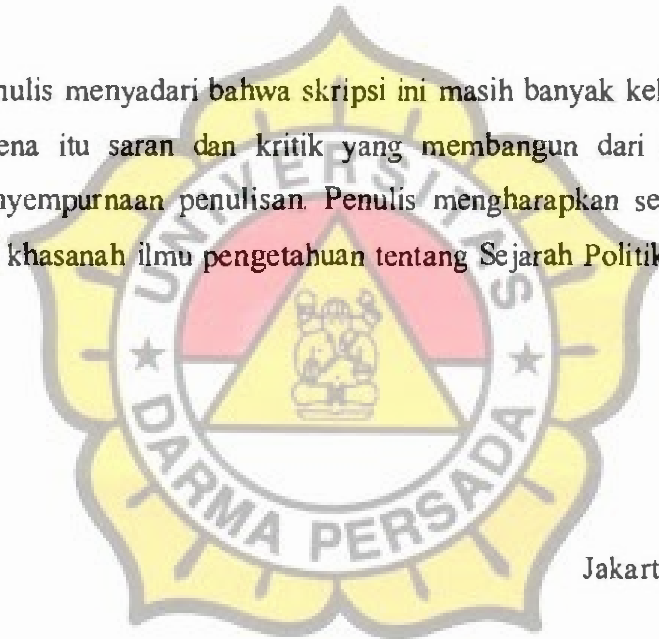 nulis menyadari bahwa skripsi ini masih banyak kel
ena itu saran dan kritik yang membangun dari
nyempurnaan penulisan. Penulis mengharapkan se
khasanah ilmu pengetahuan tentang Sejarah Politik
UNIVERSITAS
DARMA PERSADA
Jakart